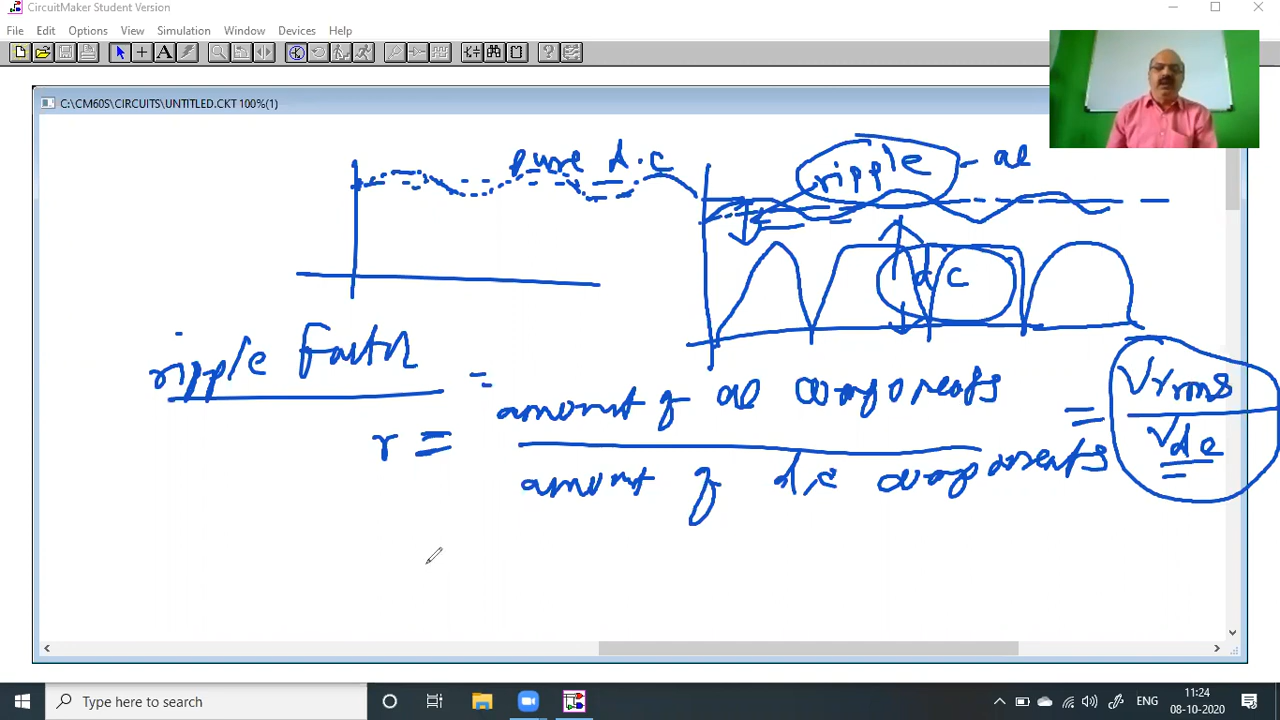 CircuitMaker Student Version
File Edit Options View Simulation Window Devices Help
C:\CM60S\CIRCUITS\UNTITLED.CKT 100%(1)
pure d.c
ripple - ac
d c
ripple Factor = amount of ac components = Vrrms
r = amount of d.c components Vdc
Type here to search
ENG
11:24
08-10-2020